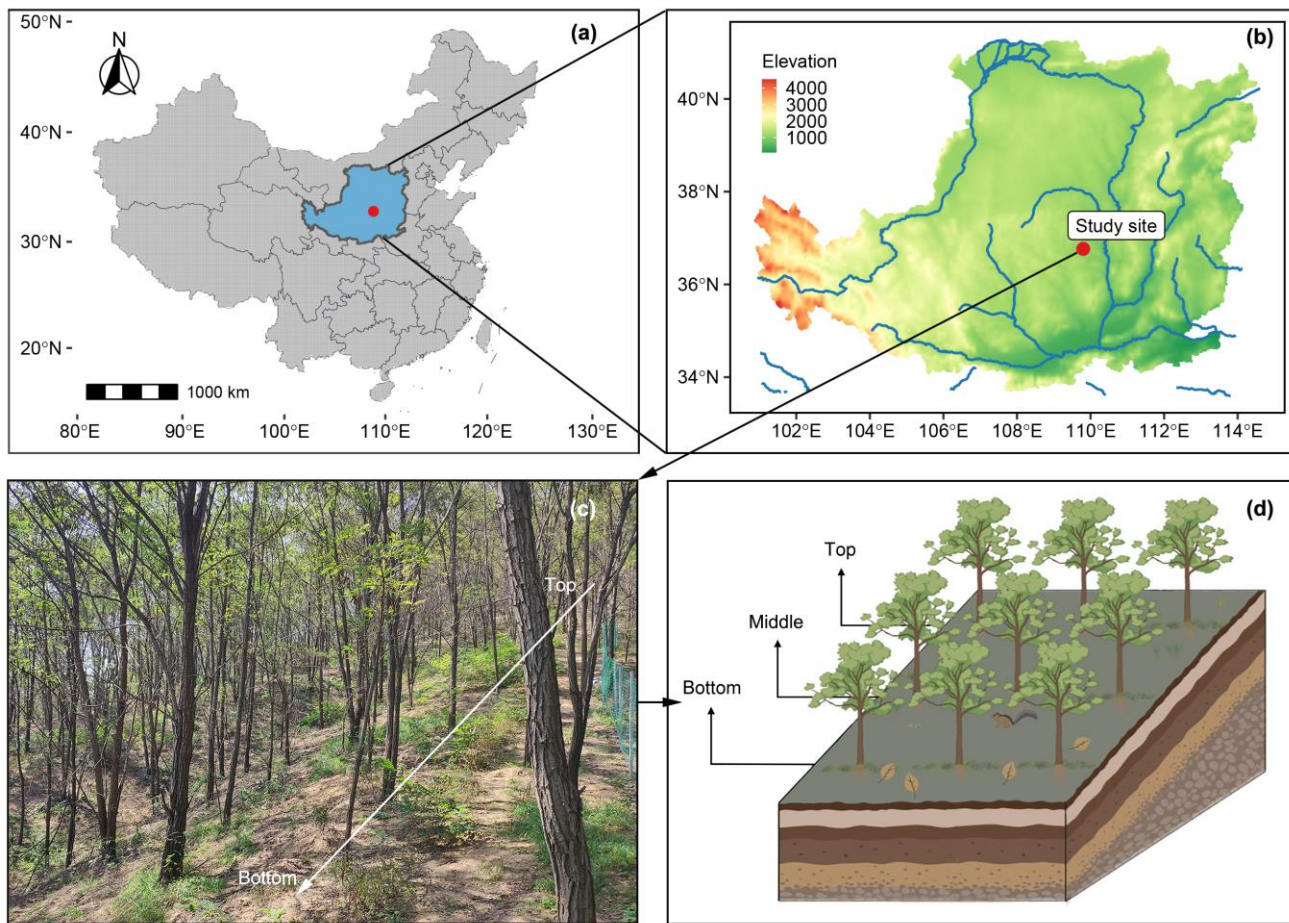 (a)
N
50°N
40°N
30°N
20°N
1000 km
80°E 90°E 100°E 110°E 120°E 130°E
(b)
Elevation
4000
3000
2000
1000
Study site
40°N
38°N
36°N
34°N
102°E 104°E 106°E 108°E 110°E 112°E 114°E
(c)
Top
Bottom
(d)
Top
Middle
Bottom